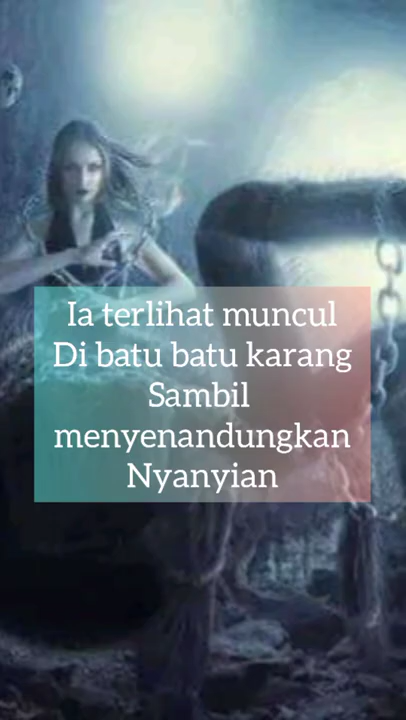 Ia terlihat muncul
Di batu batu karang
Sambil
menyenandungkan
Nyanyian